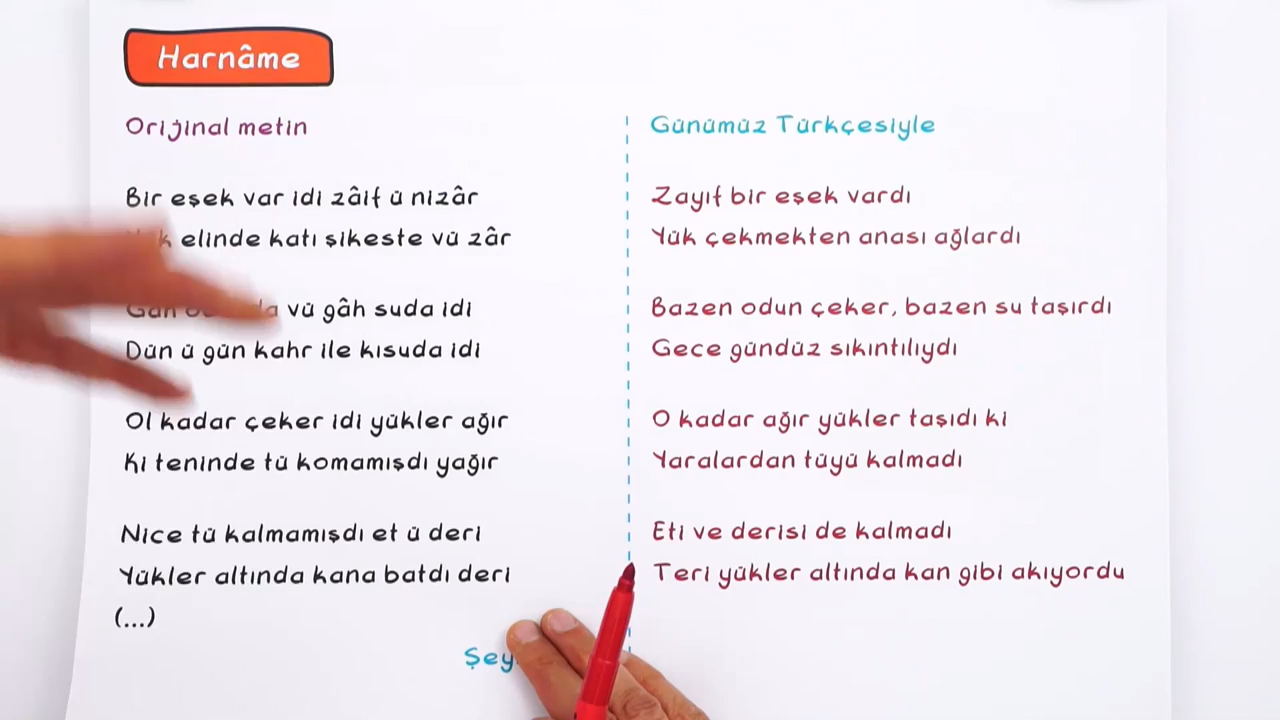 Harnâme
Orijinal metin
Bir eşek var idi zâif ü nizâr
elinde katı şikeste vü zâr
vü gâh suda idi
Dün ü gün kahr ile kısuda idi
Ol kadar çeker idi yükler ağır
Ki teninde tü komamışdı yağır
Nice tü kalmamışdı et ü deri
Yükler altında kana batdı deri
(...)
Günümüz Türkçesiyle
Zayıf bir eşek vardı
Yük çekmekten anası ağlardı
Bazen odun çeker, bazen su taşırdı
Gece gündüz sıkıntılıydı
O kadar ağır yükler taşıdı ki
Yaralardan tüyü kalmadı
Eti ve derisi de kalmadı
Teri yükler altında kan gibi akıyordu